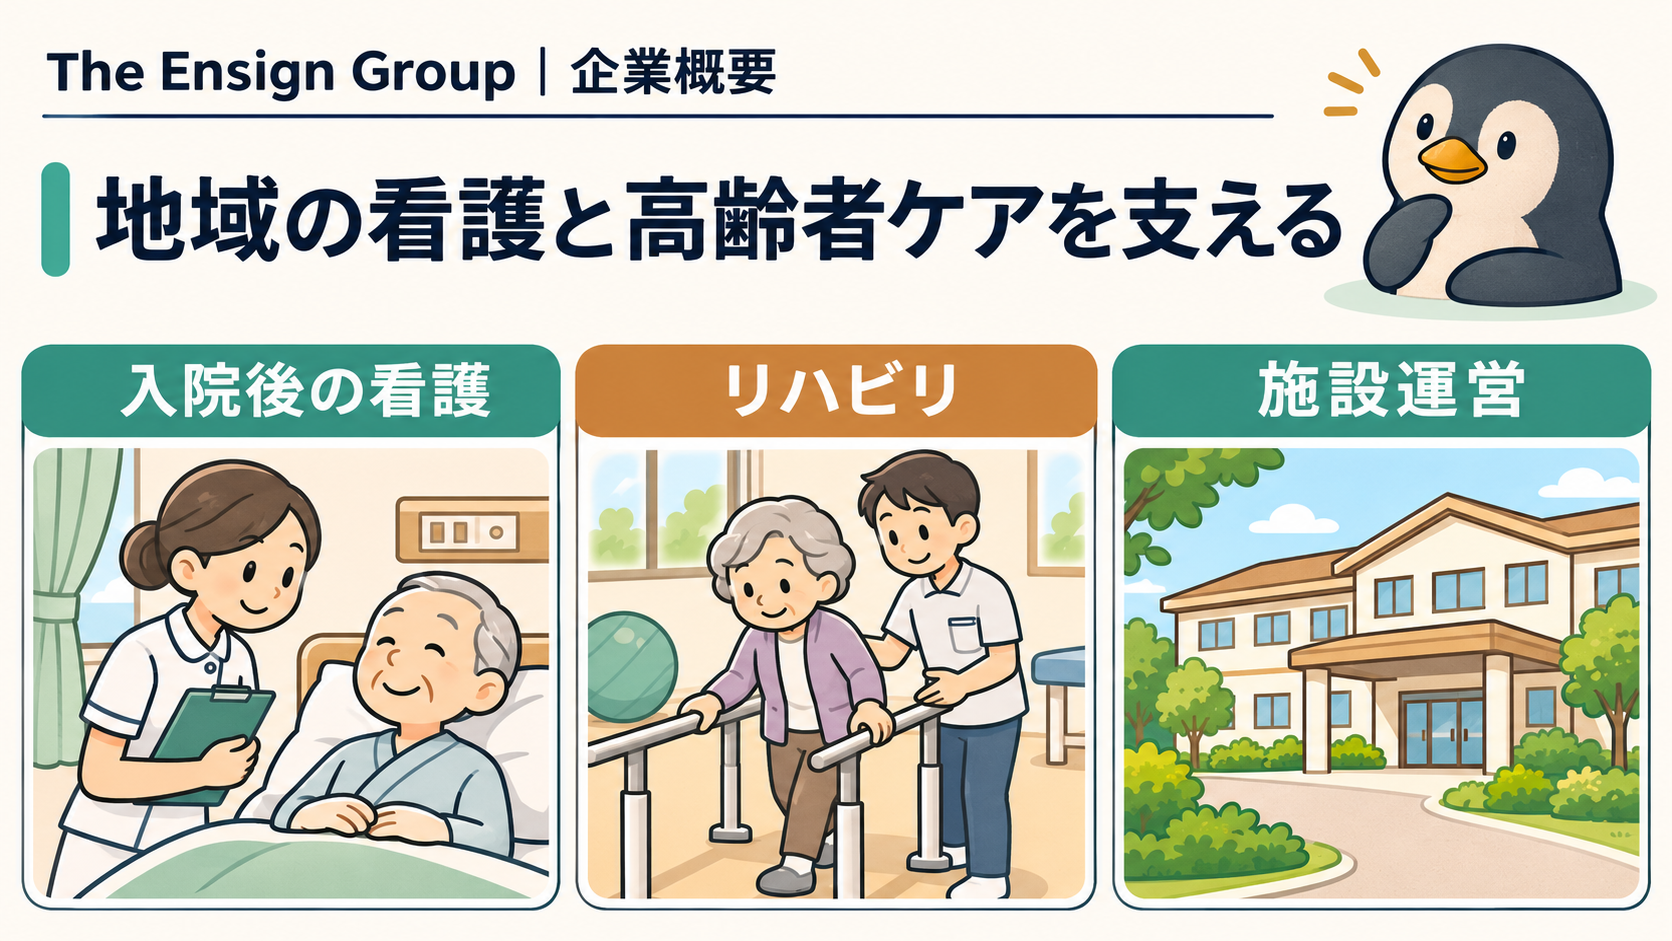 The Ensign Group｜企業概要
地域の看護と高齢者ケアを支える
入院後の看護
リハビリ
施設運営